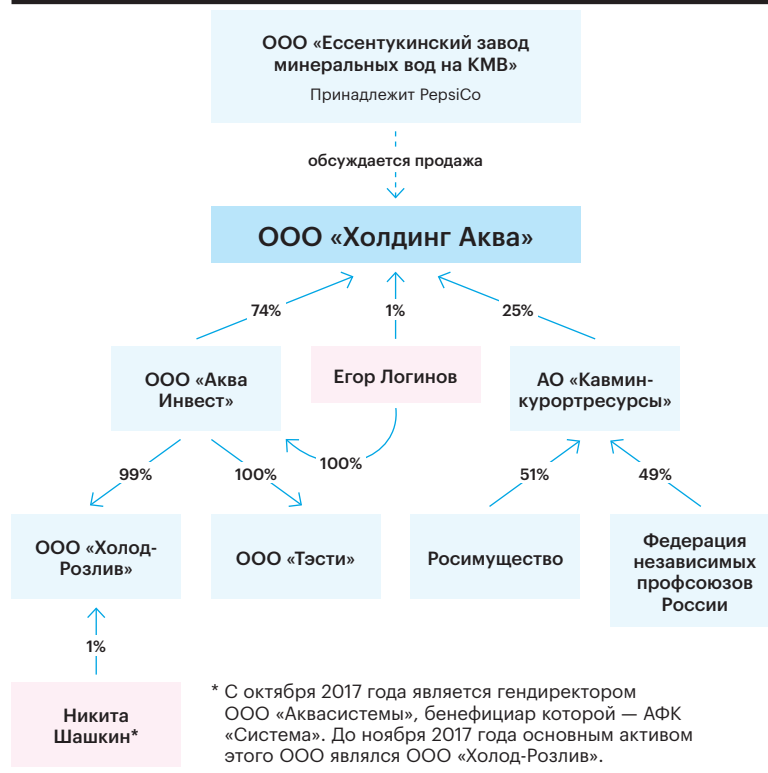 ООО «Ессентукинский завод
минеральных вод на КМВ»
Принадлежит PepsiCo
обсуждается продажа
ООО «Холдинг Аква»
74%
1%
25%
ООО «Аква
Инвест»
Егор Логинов
АО «Кавмин-
курортресурсы»
99%
100%
100%
51%
49%
ООО «Холод-
Розлив»
ООО «Тэсти»
Росимущество
Федерация
независимых
профсоюзов
России
1%
Никита
Шашкин*
* С октября 2017 года является гендиректором
ООО «Аквасистемы», бенефициар которой — АФК
«Система». До ноября 2017 года основным активом
этого ООО являлся ООО «Холод-Розлив».